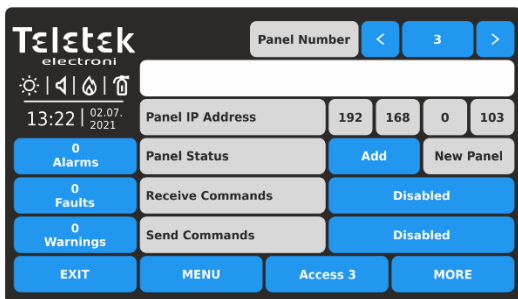 Teletek
electroni
Panel Number < 3 >
13:22 02.07.
2021
Panel IP Address 192 168 0 103
0
Alarms
Panel Status Add New Panel
0
Faults
Receive Commands Disabled
0
Warnings
Send Commands Disabled
EXIT MENU Access 3 MORE